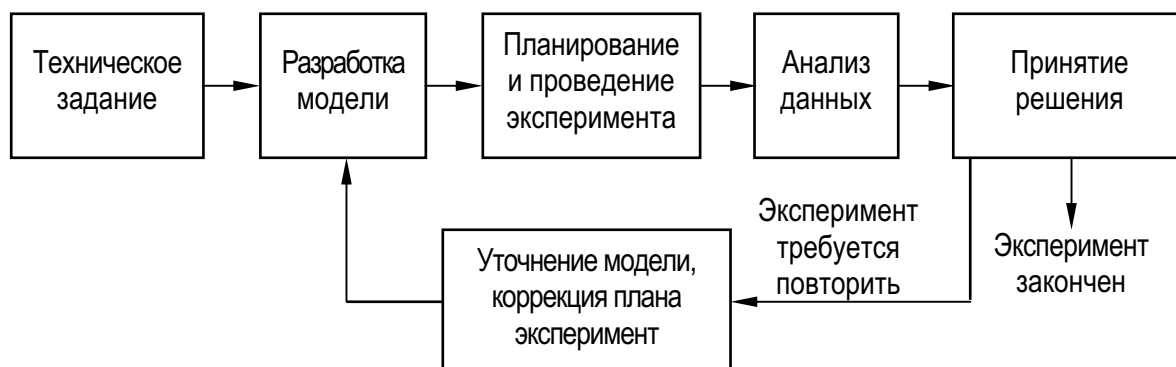 Техническое
задание
Разработка
модели
Планирование
и проведение
эксперимента
Анализ
данных
Принятие
решения
Эксперимент
требуется
повторить
Эксперимент
закончен
Уточнение модели,
коррекция плана
эксперимент